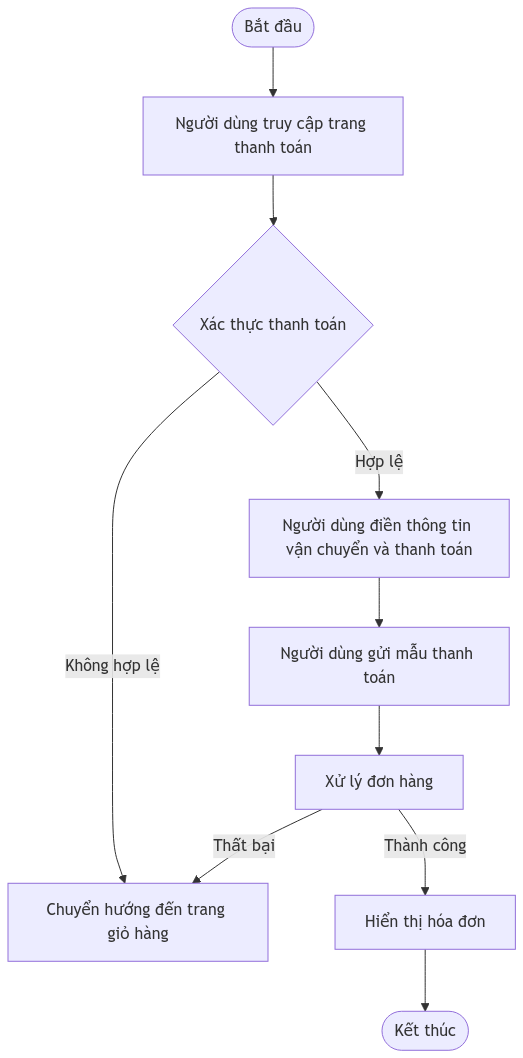 Bắt đầu
Người dùng truy cập trang
thanh toán
Xác thực thanh toán
Hợp lệ
Người dùng điền thông tin
vận chuyển và thanh toán
Người dùng gửi mẫu thanh
toán
Không hợp lệ
Xử lý đơn hàng
Thất bại
Thành công
Chuyển hướng đến trang
giỏ hàng
Hiển thị hóa đơn
Kết thúc